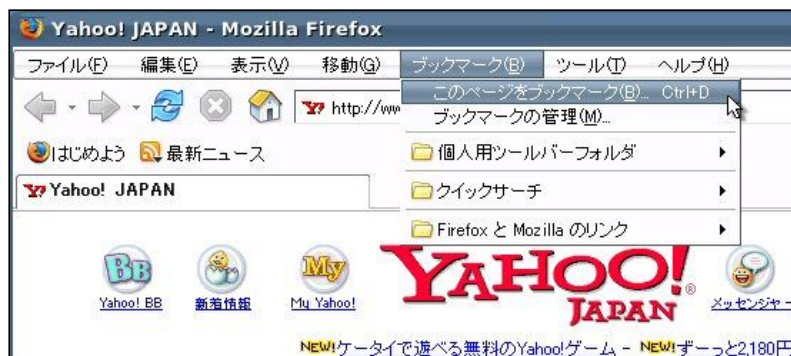 Yahoo! JAPAN - Mozilla Firefox
ファイル(F) 編集(E) 表示(V) 移動(G) ブックマーク(B) ツール(T) ヘルプ(H)
このページをブックマーク(B)... Ctrl+D
http://ww
ブックマークの管理(M)...
はじめよう 最新ニュース
個人用ツールバーフォルダ
Y7 Yahoo! JAPAN
クイックサーチ
Firefox と Mozilla のリンク
BB My YAHOO!
JAPAN
Yahoo! BB 新着情報 My Yahoo! メッセンジャー
NEW!ケータイで遊べる無料のYahoo!ゲーム - NEW!ずーっと2,180円